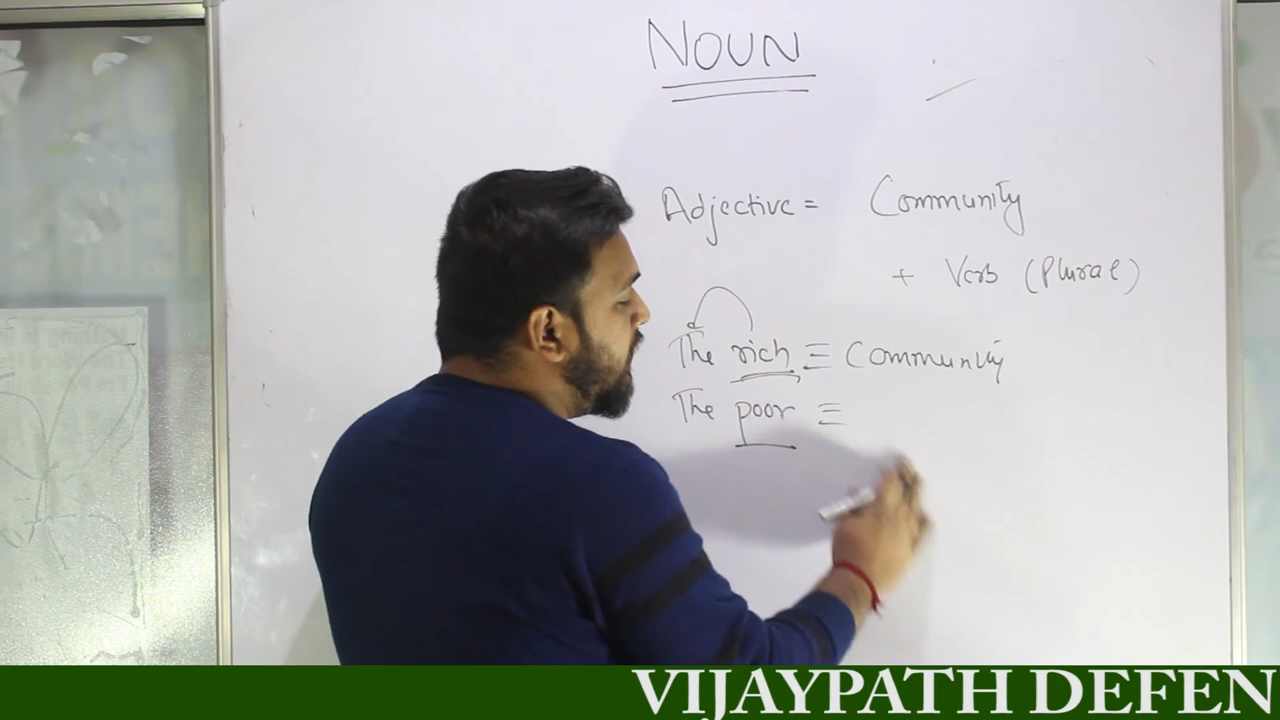 NOUN
Adjective = Community
+ Verb (Plural)
The rich ≡ Community
The poor ≡
VIJAYPATH DEFEN